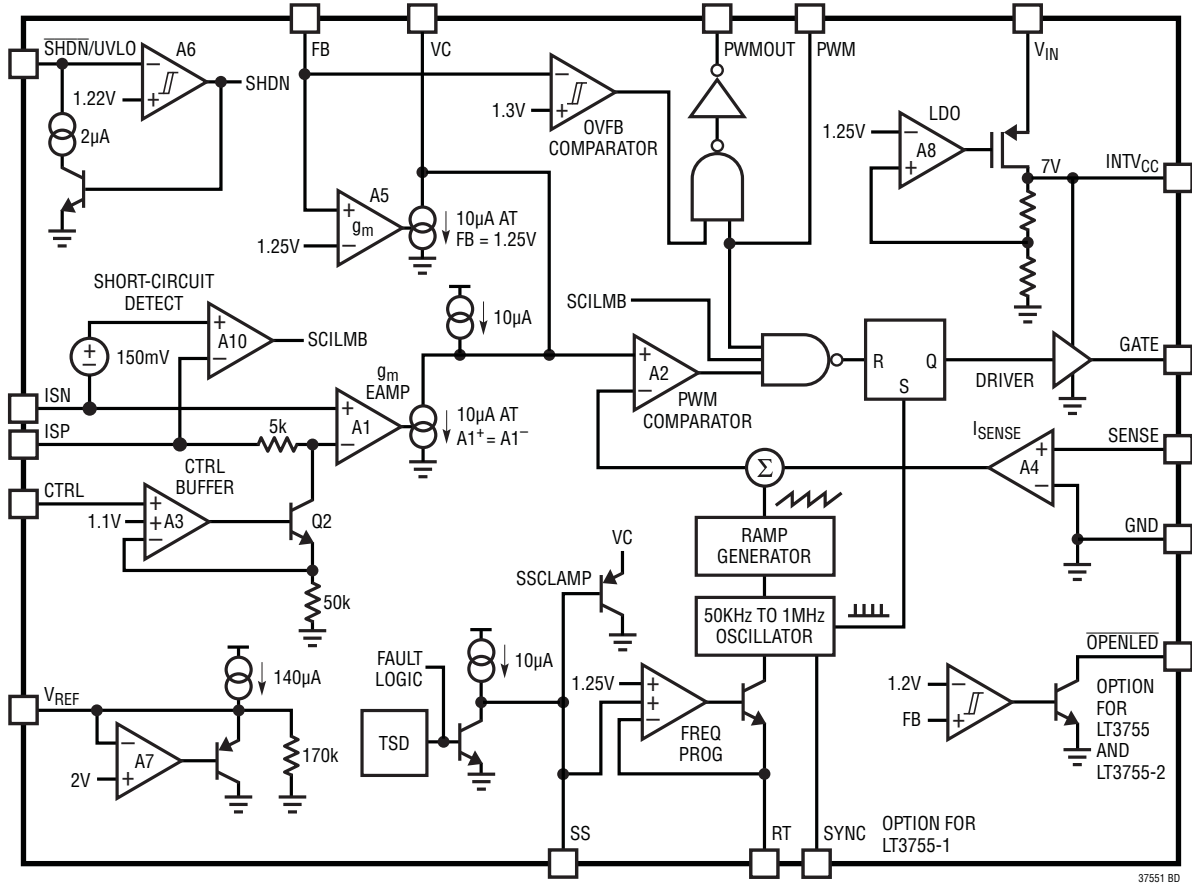 FB
VC
PWMOUT
PWM
VIN
SHDN/UVLO
A6
−
+
SHDN
1.22V
2µA
−
+
1.3V
OVFB
COMPARATOR
LDO
1.25V
−
+
A8
7V
INTVCC
A5
+
gm
−
1.25V
10µA AT
FB = 1.25V
SHORT-CIRCUIT
DETECT
+
A10
−
SCILMB
+
−
150mV
10µA
SCILMB
+
A2
−
PWM
COMPARATOR
R
Q
S
DRIVER
GATE
ISN
ISP
gm
EAMP
+
A1
−
10µA AT
A1+ = A1−
5k
ISENSE
+
A4
−
SENSE
GND
CTRL
CTRL
BUFFER
+
+
−
A3
1.1V
Q2
50k
Σ
RAMP
GENERATOR
50KHz TO 1MHz
OSCILLATOR
VC
SSCLAMP
OPENLED
VREF
140µA
−
A7
+
2V
170k
FAULT
LOGIC
TSD
10µA
1.25V
+
+
−
FREQ
PROG
1.2V
−
FB
+
OPTION
FOR
LT3755
AND
LT3755-2
SS
RT
SYNC
OPTION FOR
LT3755-1
37551 BD